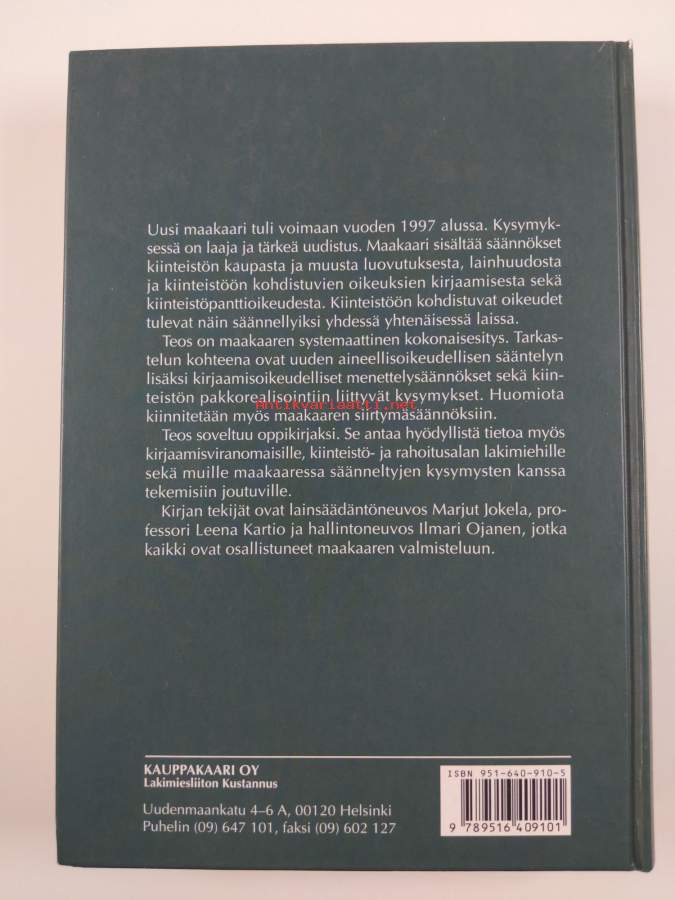 Uusi maakaari tuli voimaan vuoden 1997 alussa. Kysymyk-
sessä on laaja ja tärkeä uudistus. Maakaari sisältää säännökset
kiinteistön kaupasta ja muusta luovutuksesta, lainhuudosta
ja kiinteistöön kohdistuvien oikeuksien kirjaamisesta sekä
kiinteistöpanttioikeudesta. Kiinteistöön kohdistuvat oikeudet
tulevat näin säännellyiksi yhdessä yhtenäisessä laissa.
Teos on maakaaren systemaattinen kokonaisesitys. Tarkas-
telun kohteena ovat uuden aineellisoikeudellisen sääntelyn
lisäksi kirjaamisoikeudelliset menettelysäännökset sekä kiin-
teistön pakkorealisointiin liittyvät kysymykset. Huomiota
Antikvariaatti.net
kiinnitetään myös maakaaren siirtymäsäännöksiin.
Teos soveltuu oppikirjaksi. Se antaa hyödyllistä tietoa myös
kirjaamisviranomaisille, kiinteistö- ja rahoitusalan lakimiehille
sekä muille maakaaressa säänneltyjen kysymysten kanssa
tekemisiin joutuville.
Kirjan tekijät ovat lainsäädäntöneuvos Marjut Jokela, pro-
fessori Leena Kartio ja hallintoneuvos Ilmari Ojanen, jotka
kaikki ovat osallistuneet maakaaren valmisteluun.
KAUPPAKAARI OY
Lakimiesliiton Kustannus
Uudenmaankatu 4–6 A, 00120 Helsinki
Puhelin (09) 647 101, faksi (09) 602 127
ISBN 951-640-910-5
9 789516 409101